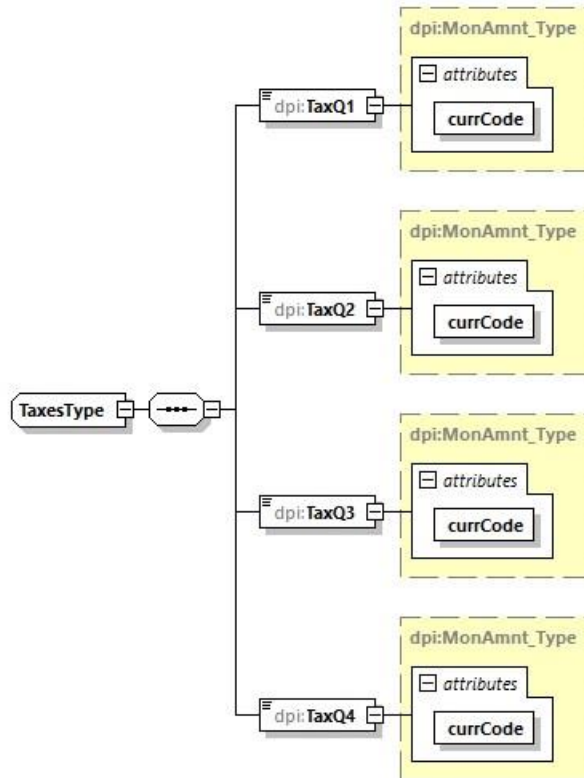 dpi:MonAmnt_Type
attributes
dpi:TaxQ1
currCode
dpi:MonAmnt_Type
attributes
dpi:TaxQ2
currCode
TaxesType
dpi:MonAmnt_Type
attributes
dpi:TaxQ3
currCode
dpi:MonAmnt_Type
attributes
dpi:TaxQ4
currCode